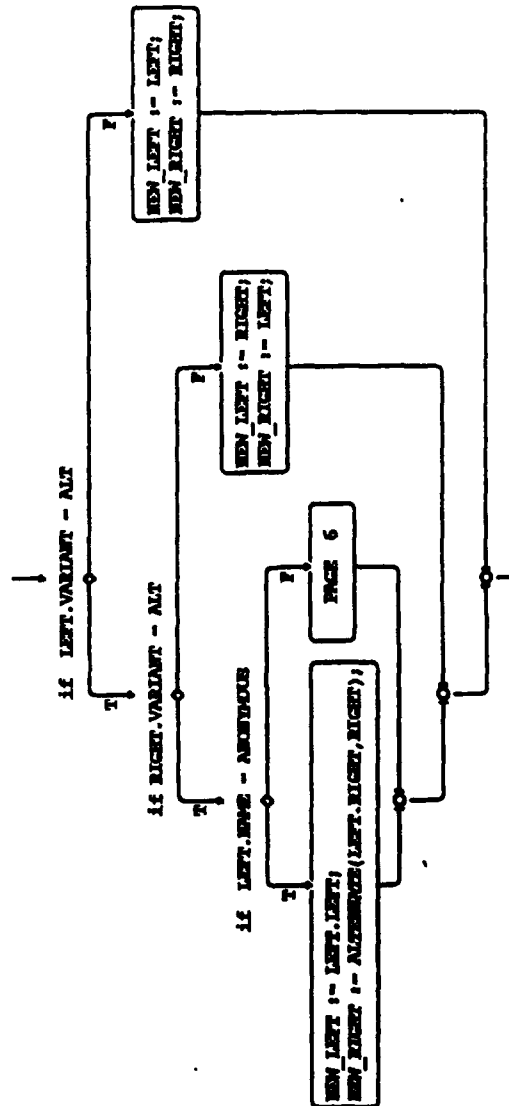 if LEFT.VARIANT = ALT
T
F
NEW_LEFT := LEFT;
NEW_RIGHT := RIGHT;
if RIGHT.VARIANT = ALT
T
F
NEW_LEFT := RIGHT;
NEW_RIGHT := LEFT;
if LEFT.NAME = ANONYMOUS
T
F
NEW_LEFT := LEFT.LEFT;
NEW_RIGHT := ALTERNATE(LEFT.RIGHT,RIGHT);
PAGE 6